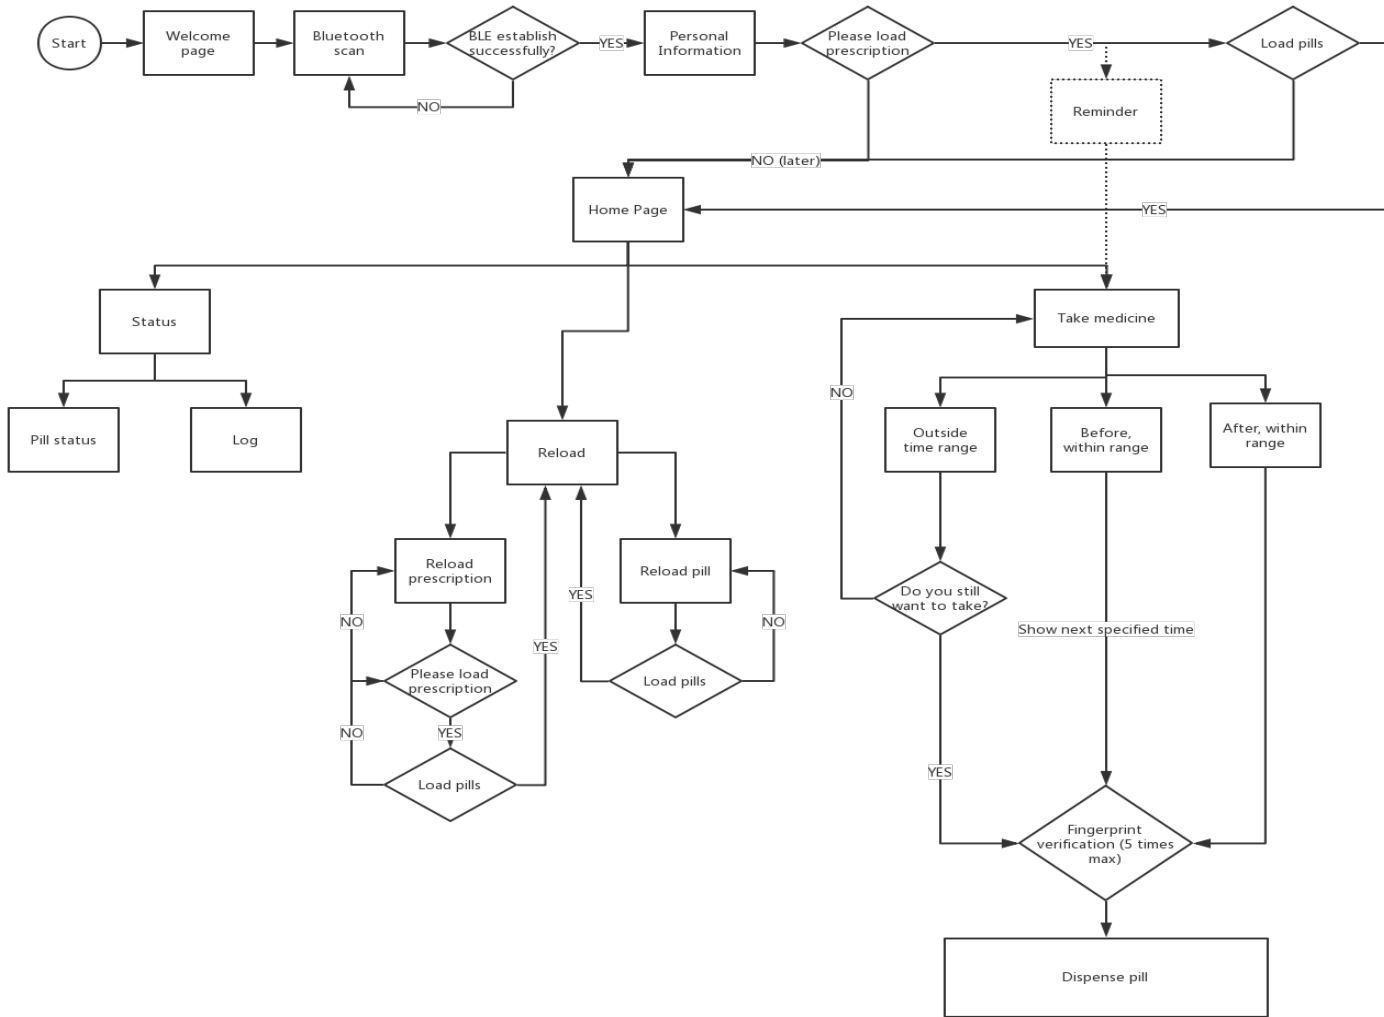 Start
Welcome
page
Bluetooth
scan
BLE establish
successfully?
YES
Personal
Information
Please load
prescription
YES
Load pills
NO
Reminder
NO (later)
Home Page
YES
Status
Take medicine
NO
Pill status
Log
Outside
time range
Before,
within range
After, within
range
Reload
Reload
prescription
Reload pill
Do you still
want to take?
YES
NO
NO
Show next specified time
YES
Please load
prescription
Load pills
NO
YES
YES
Load pills
Fingerprint
verification (5 times
max)
Dispense pill